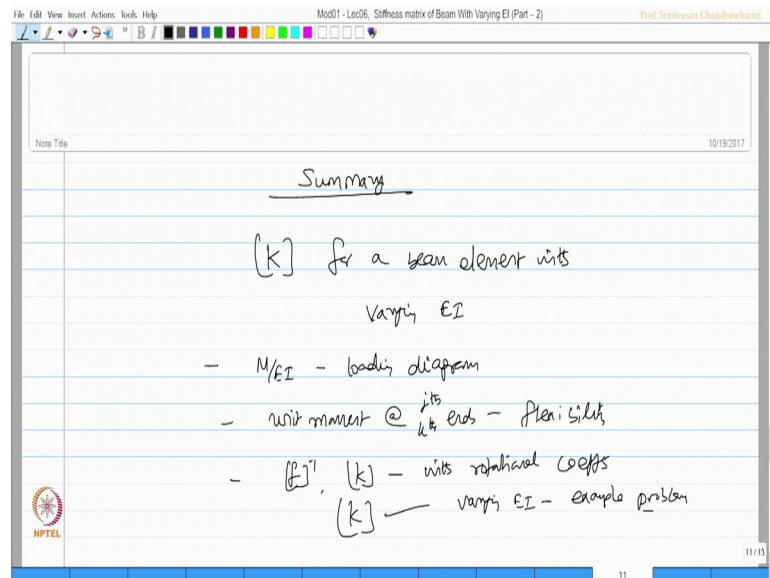 File Edit View Insert Actions Tools Help
Mod01 - Lec06, Stiffness matrix of Beam With Varying EI (Part – 2)
Prof. Srinivasan Chandrasekaran
B I
Note Title
10/19/2017
Summary
[K] for a beam element with
Varying EI
- M/EI - loading diagram
- unit moment @ jth kth ends - flexibility
- [f]⁻¹, [k] - with rotational coeffs
[K] varying EI - example problem
NPTEL
11 / 13
11